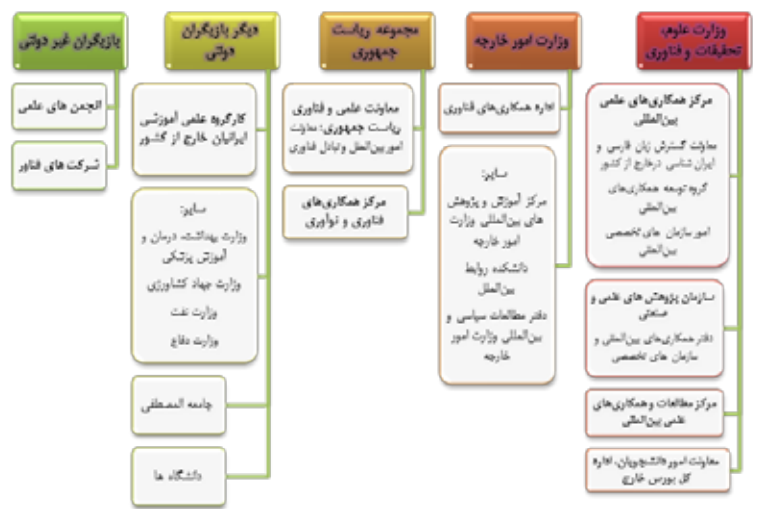 وزارت علوم،
تحقیقات و فناوری
مرکز همکاری‌های علمی
بین‌المللی
معاونت گسترش زبان فارسی و
ایران شناسی درخارج از کشور
گروه توسعه همکاری‌های
بین‌المللی
امور سازمان های تخصصی
بین‌المللی
سازمان پژوهش های علمی و
صنعتی
دفتر همکاری‌های بین‌المللی و
سازمان های تخصصی
مرکز مطالعات و همکاری‌های
علمی بین‌المللی
معاونت امور دانشجویان، اداره
کل بورس خارج
وزارت امور خارجه
اداره همکاری‌های فناوری
سایر:
مرکز آموزش و پژوهش
های بین‌المللی وزارت
امور خارجه
دانشکده روابط
بین‌الملل
دفتر مطالعات سیاسی و
بین‌المللی وزارت امور
خارجه
مجموعه ریاست
جمهوری
معاونت علمی و فناوری
ریاست جمهوری: معاونت
امور بین‌الملل و تبادل فناوری
مرکز همکاری‌های
فناوری و نوآوری
دیگر بازیگران
دولتی
کارگروه علمی آموزشی
ایرانیان خارج از کشور
سایر:
وزارت بهداشت، درمان و
آموزش پزشکی
وزارت جهاد کشاورزی
وزارت نفت
وزارت دفاع
جامعه المصطفی
دانشگاه ها
بازیگران غیر دولتی
انجمن های علمی
شرکت های فناور